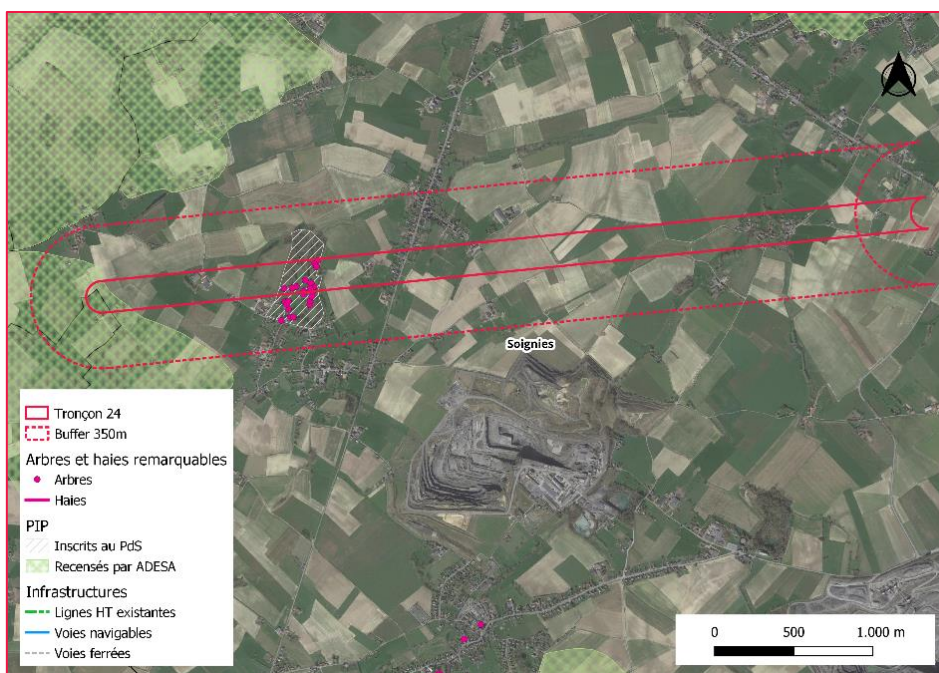 Soignies
Tronçon 24
Buffer 350m
Arbres et haies remarquables
Arbres
Haies
PIP
Inscrits au PdS
Recensés par ADESA
Infrastructures
Lignes HT existantes
Voies navigables
Voies ferrées
0 500 1.000 m